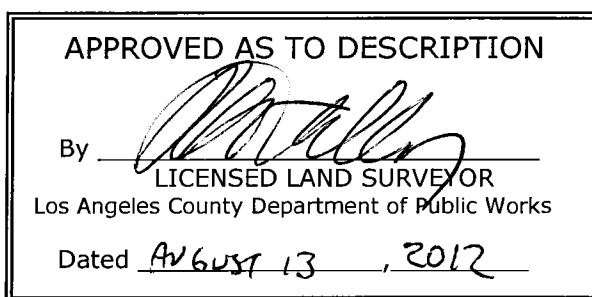 APPROVED AS TO DESCRIPTION
By
LICENSED LAND SURVEYOR
Los Angeles County Department of Public Works
Dated AUGUST 13, 2012